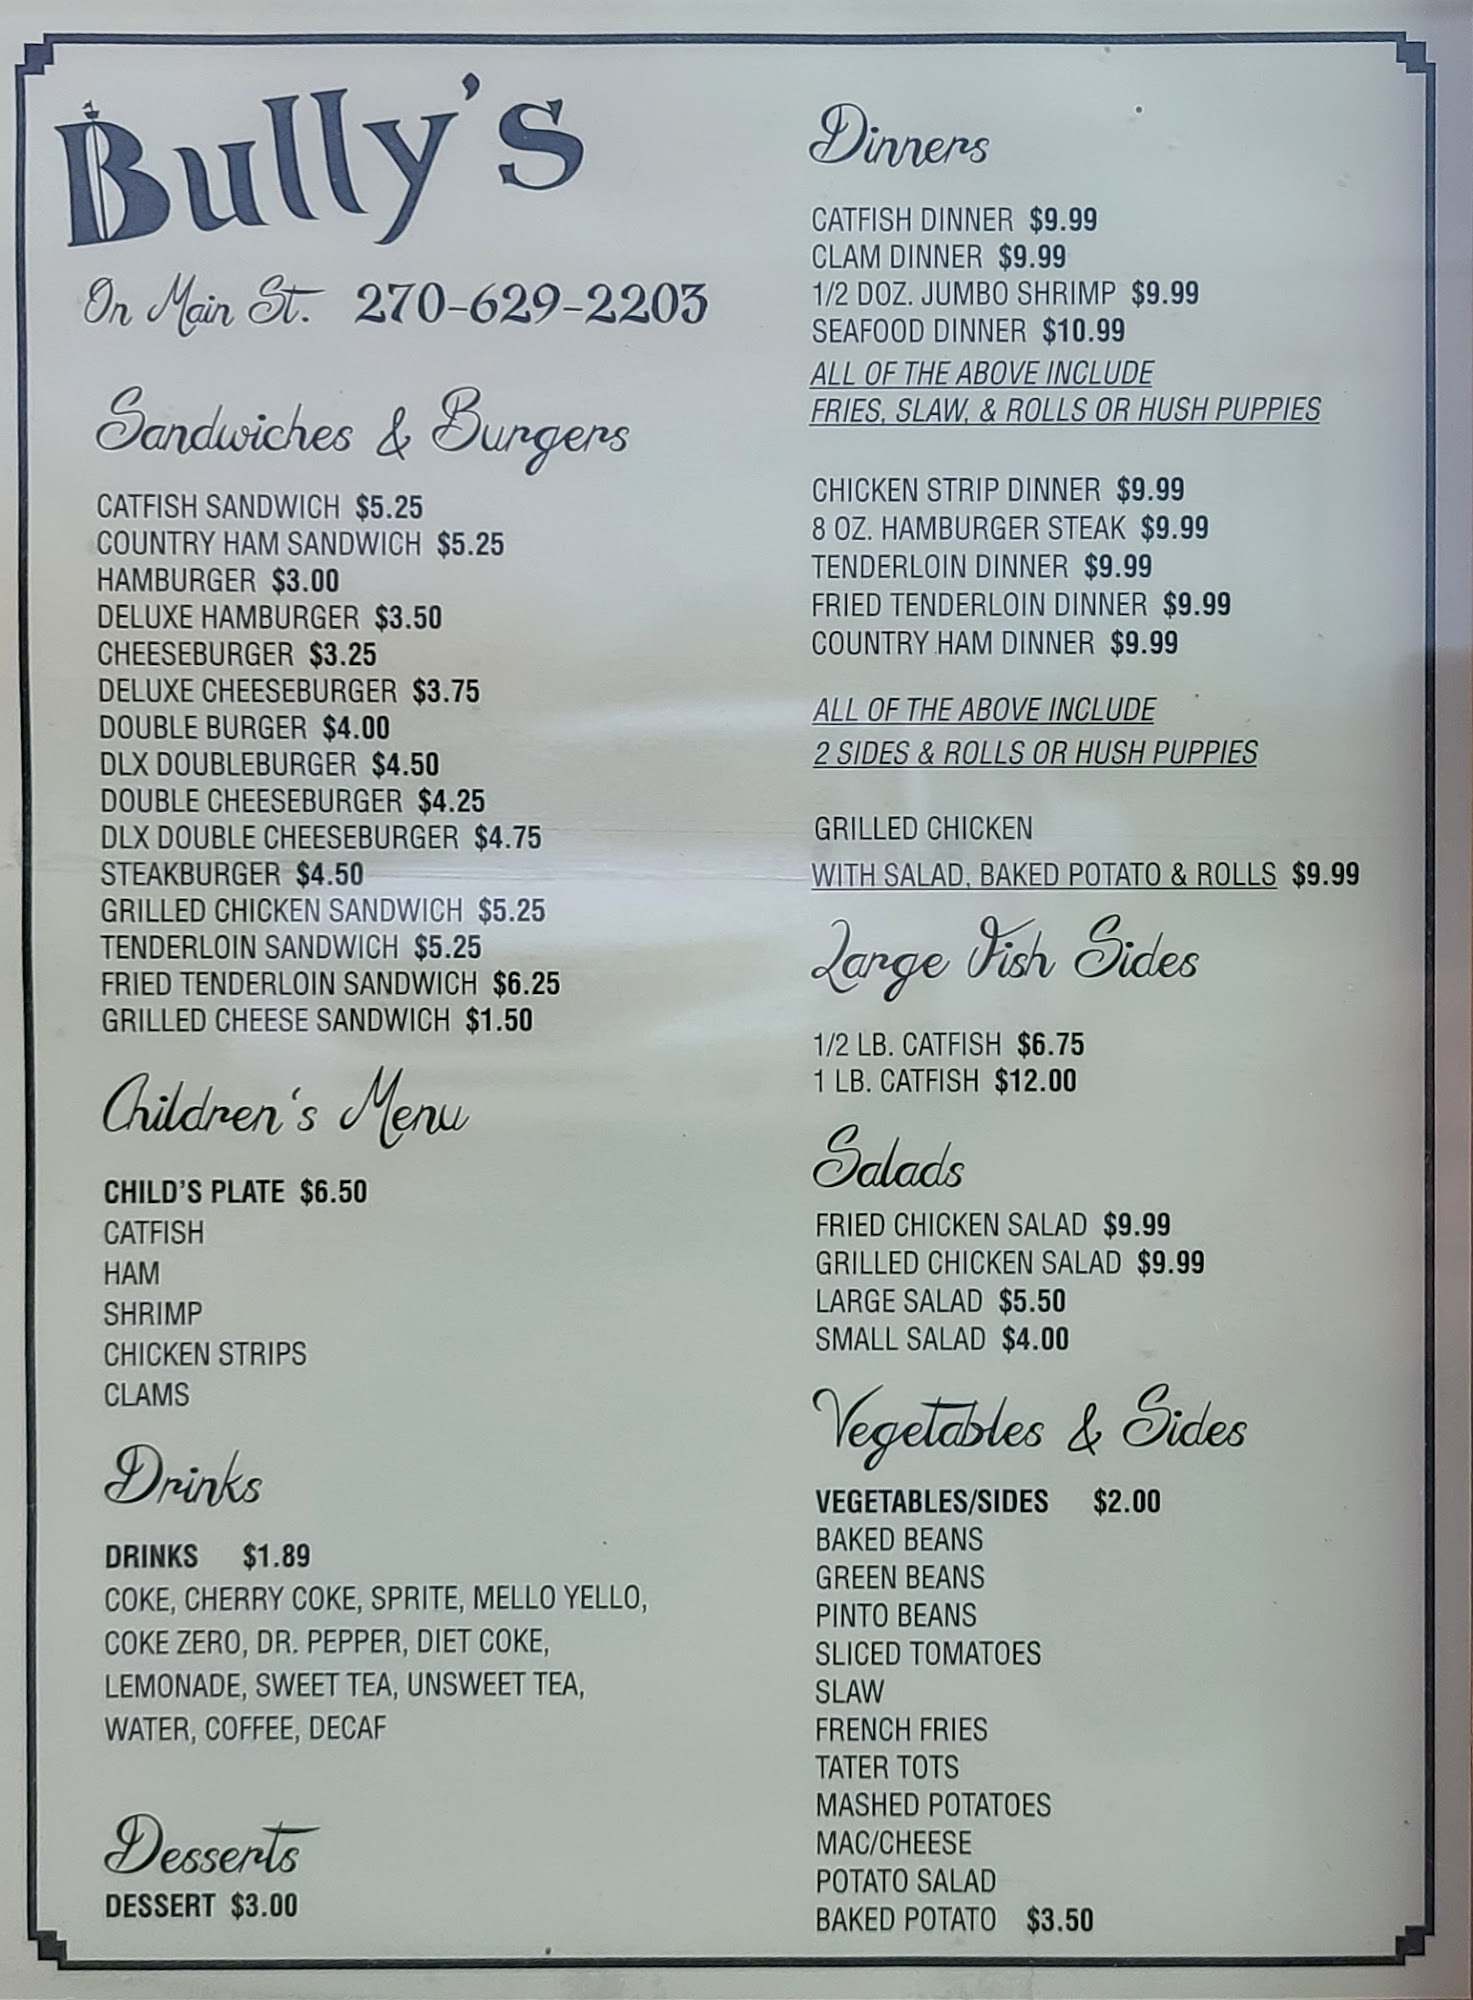 Bully's
On Main St. 270-629-2203
Sandwiches & Burgers
CATFISH SANDWICH $5.25
COUNTRY HAM SANDWICH $5.25
HAMBURGER $3.00
DELUXE HAMBURGER $3.50
CHEESEBURGER $3.25
DELUXE CHEESEBURGER $3.75
DOUBLE BURGER $4.00
DLX DOUBLEBURGER $4.50
DOUBLE CHEESEBURGER $4.25
DLX DOUBLE CHEESEBURGER $4.75
STEAKBURGER $4.50
GRILLED CHICKEN SANDWICH $5.25
TENDERLOIN SANDWICH $5.25
FRIED TENDERLOIN SANDWICH $6.25
GRILLED CHEESE SANDWICH $1.50
Children's Menu
CHILD'S PLATE $6.50
CATFISH
HAM
SHRIMP
CHICKEN STRIPS
CLAMS
Drinks
DRINKS $1.89
COKE, CHERRY COKE, SPRITE, MELLO YELLO,
COKE ZERO, DR. PEPPER, DIET COKE,
LEMONADE, SWEET TEA, UNSWEET TEA,
WATER, COFFEE, DECAF
Desserts
DESSERT $3.00
Dinners
CATFISH DINNER $9.99
CLAM DINNER $9.99
1/2 DOZ. JUMBO SHRIMP $9.99
SEAFOOD DINNER $10.99
ALL OF THE ABOVE INCLUDE
FRIES, SLAW, & ROLLS OR HUSH PUPPIES
CHICKEN STRIP DINNER $9.99
8 OZ. HAMBURGER STEAK $9.99
TENDERLOIN DINNER $9.99
FRIED TENDERLOIN DINNER $9.99
COUNTRY HAM DINNER $9.99
ALL OF THE ABOVE INCLUDE
2 SIDES & ROLLS OR HUSH PUPPIES
GRILLED CHICKEN
WITH SALAD, BAKED POTATO & ROLLS $9.99
Large Fish Sides
1/2 LB. CATFISH $6.75
1 LB. CATFISH $12.00
Salads
FRIED CHICKEN SALAD $9.99
GRILLED CHICKEN SALAD $9.99
LARGE SALAD $5.50
SMALL SALAD $4.00
Vegetables & Sides
VEGETABLES/SIDES $2.00
BAKED BEANS
GREEN BEANS
PINTO BEANS
SLICED TOMATOES
SLAW
FRENCH FRIES
TATER TOTS
MASHED POTATOES
MAC/CHEESE
POTATO SALAD
BAKED POTATO $3.50